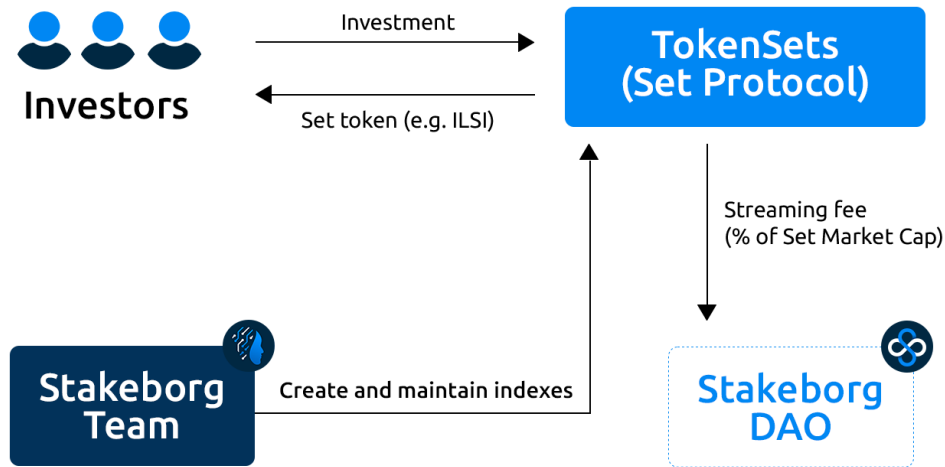 Investment
TokenSets
(Set Protocol)
Investors
Set token (e.g. ILSI)
Streaming fee
(% of Set Market Cap)
Stakeborg
Team
Create and maintain indexes
Stakeborg
DAO